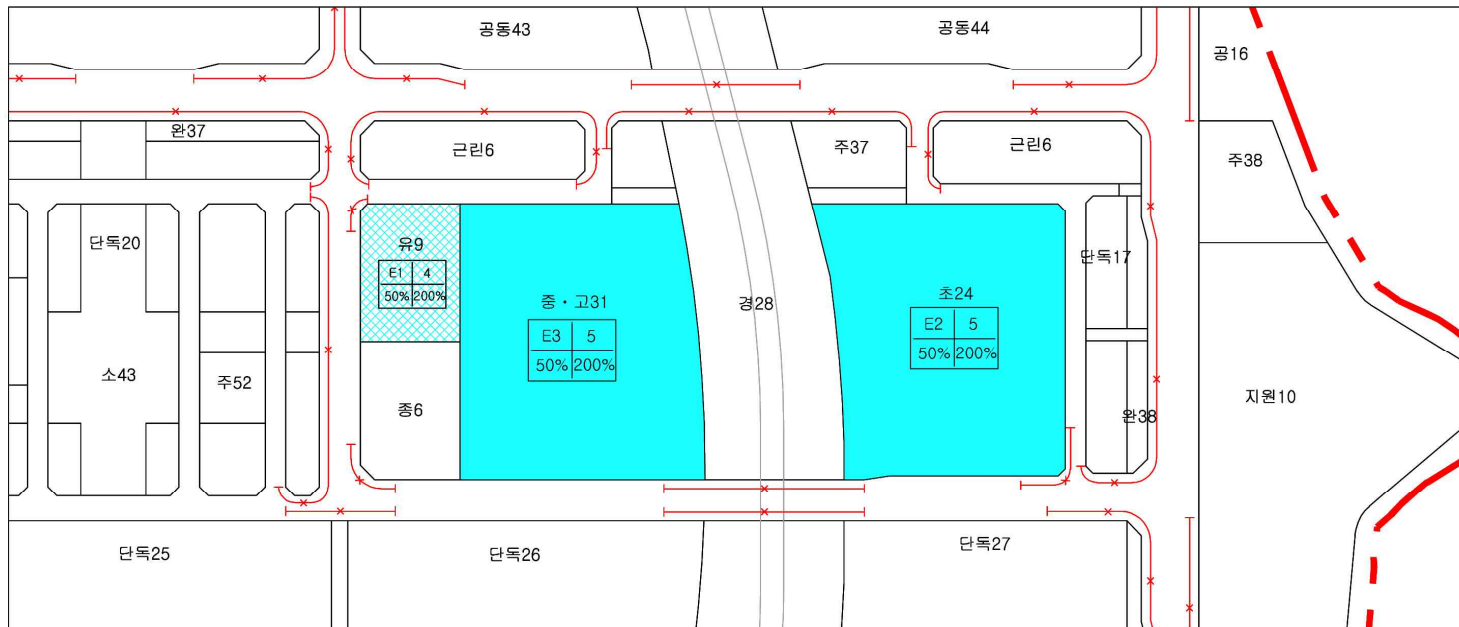 공동43
공동44
공16
완37
근린6
주37
근린6
주38
단독20
유9
E1 4
50% 200%
단독17
중·고31
E3 5
50% 200%
경28
초24
E2 5
50% 200%
소43
주52
종6
완38
지원10
단독25
단독26
단독27